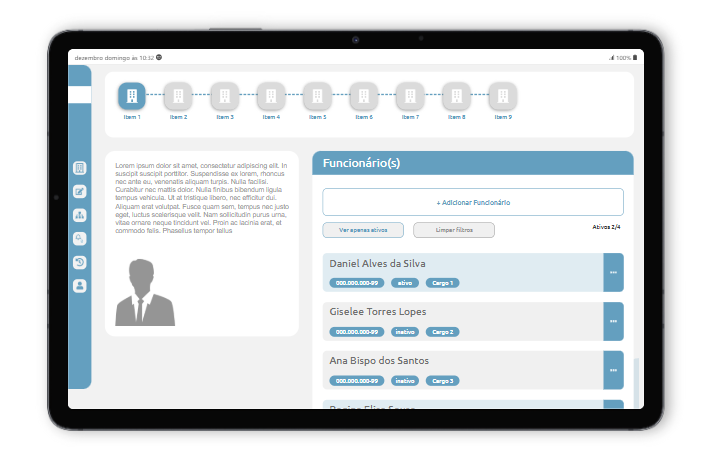 dezembro domingo às 10:32
100%
Item 1 Item 2 Item 3 Item 4 Item 5 Item 6 Item 7 Item 8 Item 9
Lorem ipsum dolor sit amet, consectetur adipiscing elit. In
suscipit suscipit porttitor. Suspendisse ex lorem, rhoncus
nec ante eu, venenatis aliquam turpis. Nulla facilisi.
Curabitur nec mattis dolor. Nulla finibus bibendum ligula
tempus vehicula. Ut at tristique libero, nec efficitur dui.
Aliquam erat volutpat. Fusce quam sem, tempus nec justo
eget, luctus scelerisque velit. Nam sollicitudin purus urna,
vitae ornare neque tincidunt vel. Proin ac lacinia erat, et
commodo felis. Phasellus tempor tellus
Funcionário(s)
+ Adicionar Funcionário
Ver apenas ativos Limpar filtros Ativos 2/4
Daniel Alves da Silva
000.000.000-99 ativo Cargo 1
Giselee Torres Lopes
000.000.000-99 inativo Cargo 2
Ana Bispo dos Santos
000.000.000-99 inativo Cargo 3